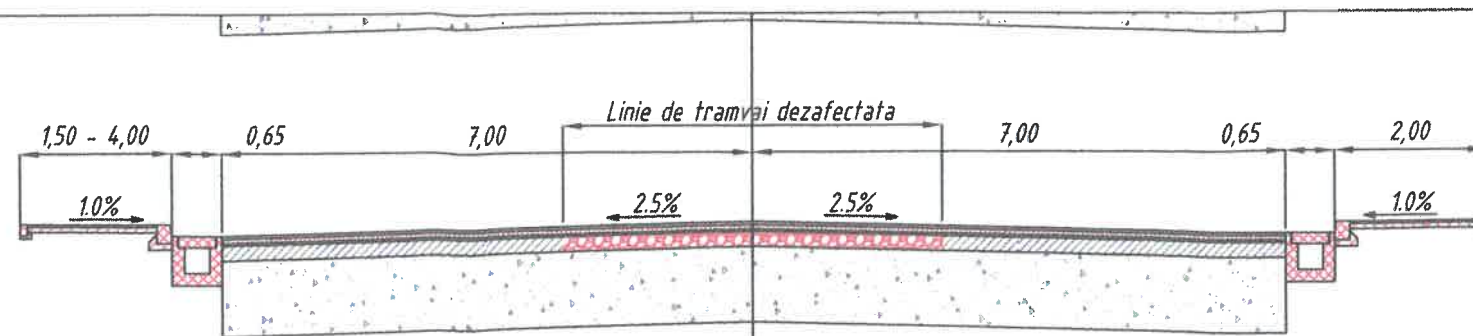 Linie de tramvai dezafectata
1,50 - 4,00 0,65 7,00 7,00 0,65 2,00
1.0% 2.5% 2.5% 1.0%